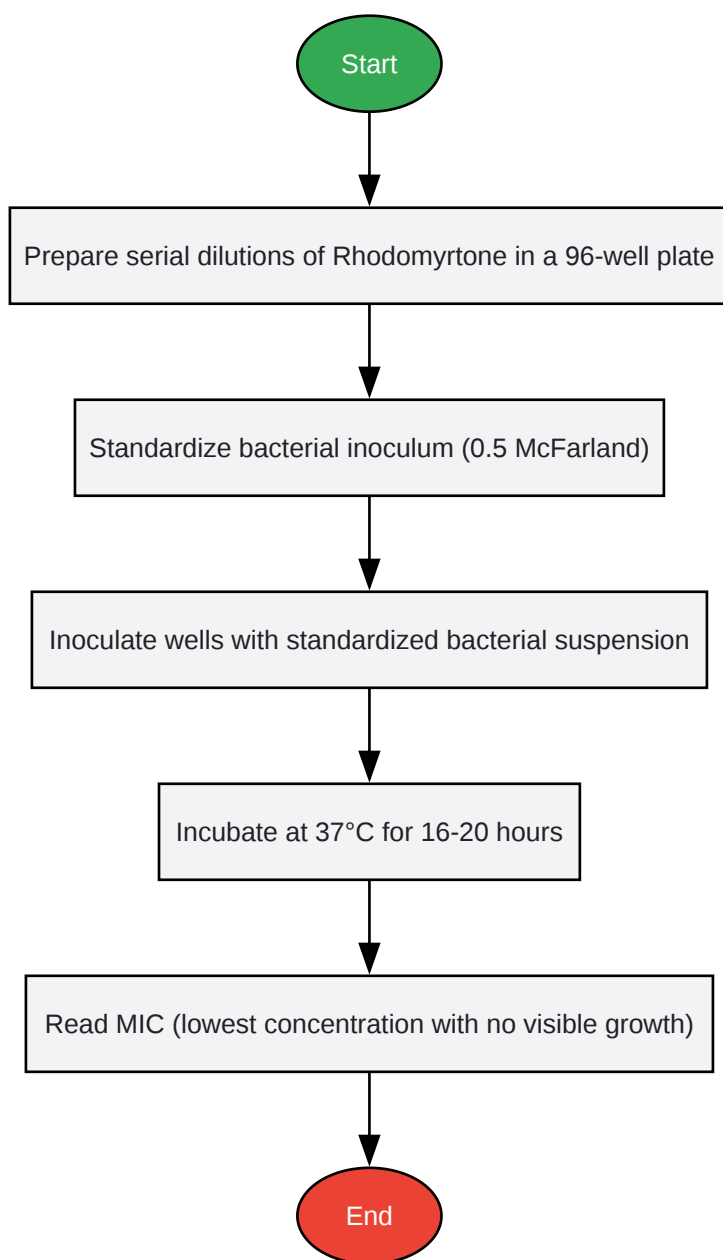 Start
Prepare serial dilutions of Rhodomyrtone in a 96-well plate
Standardize bacterial inoculum (0.5 McFarland)
Inoculate wells with standardized bacterial suspension
Incubate at 37°C for 16-20 hours
Read MIC (lowest concentration with no visible growth)
End